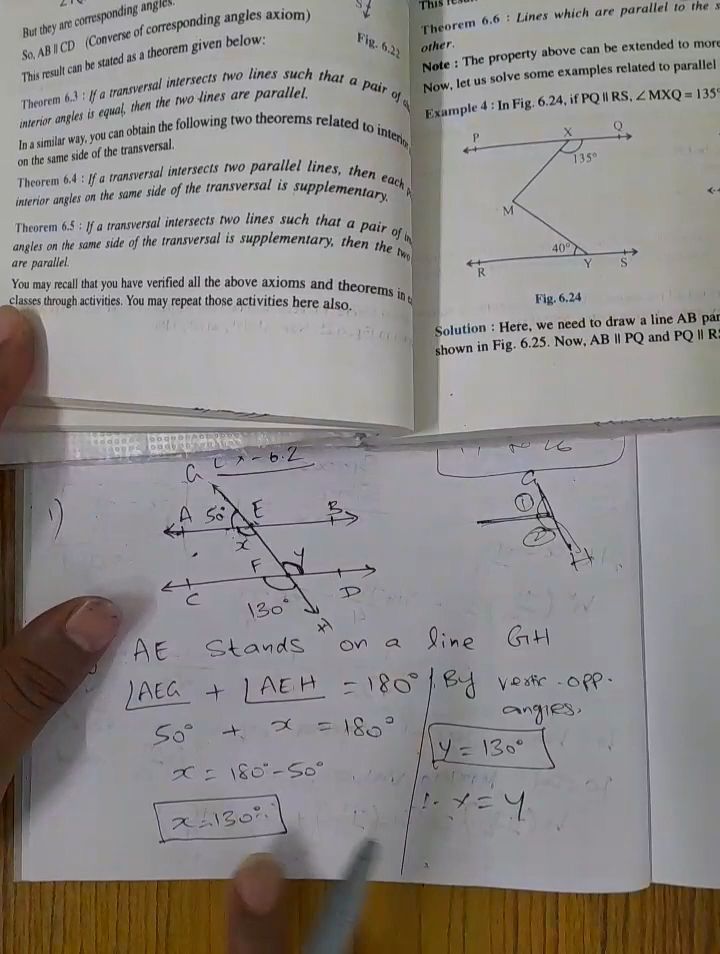 But they are corresponding angles.
So, AB || CD (Converse of corresponding angles axiom)
This result can be stated as a theorem given below:
Fig. 6.22
Theorem 6.3 : If a transversal intersects two lines such that a pair of
interior angles is equal, then the two lines are parallel.
In a similar way, you can obtain the following two theorems related to interior
on the same side of the transversal.
Theorem 6.4 : If a transversal intersects two parallel lines, then each
interior angles on the same side of the transversal is supplementary.
Theorem 6.5 : If a transversal intersects two lines such that a pair of
angles on the same side of the transversal is supplementary, then the two
are parallel.
You may recall that you have verified all the above axioms and theorems in
classes through activities. You may repeat those activities here also.
This
Theorem 6.6 : Lines which are parallel to the s
other.
Note : The property above can be extended to more
Now, let us solve some examples related to parallel
Example 4 : In Fig. 6.24, if PQ || RS, ∠ MXQ = 135°
P X Q
135°
M
40°
R Y S
Fig. 6.24
Solution : Here, we need to draw a line AB par
shown in Fig. 6.25. Now, AB || PQ and PQ || RS
Ex-6.2
1)
G
A 50° E B
x
F y
C 130° D
H
G
1
2
H
AE stands on a line GH
∠AEG + ∠AEH = 180°
50° + x = 180°
x = 180° - 50°
x = 130°
By vertic. opp.
angles.
y = 130°
∴ x = y